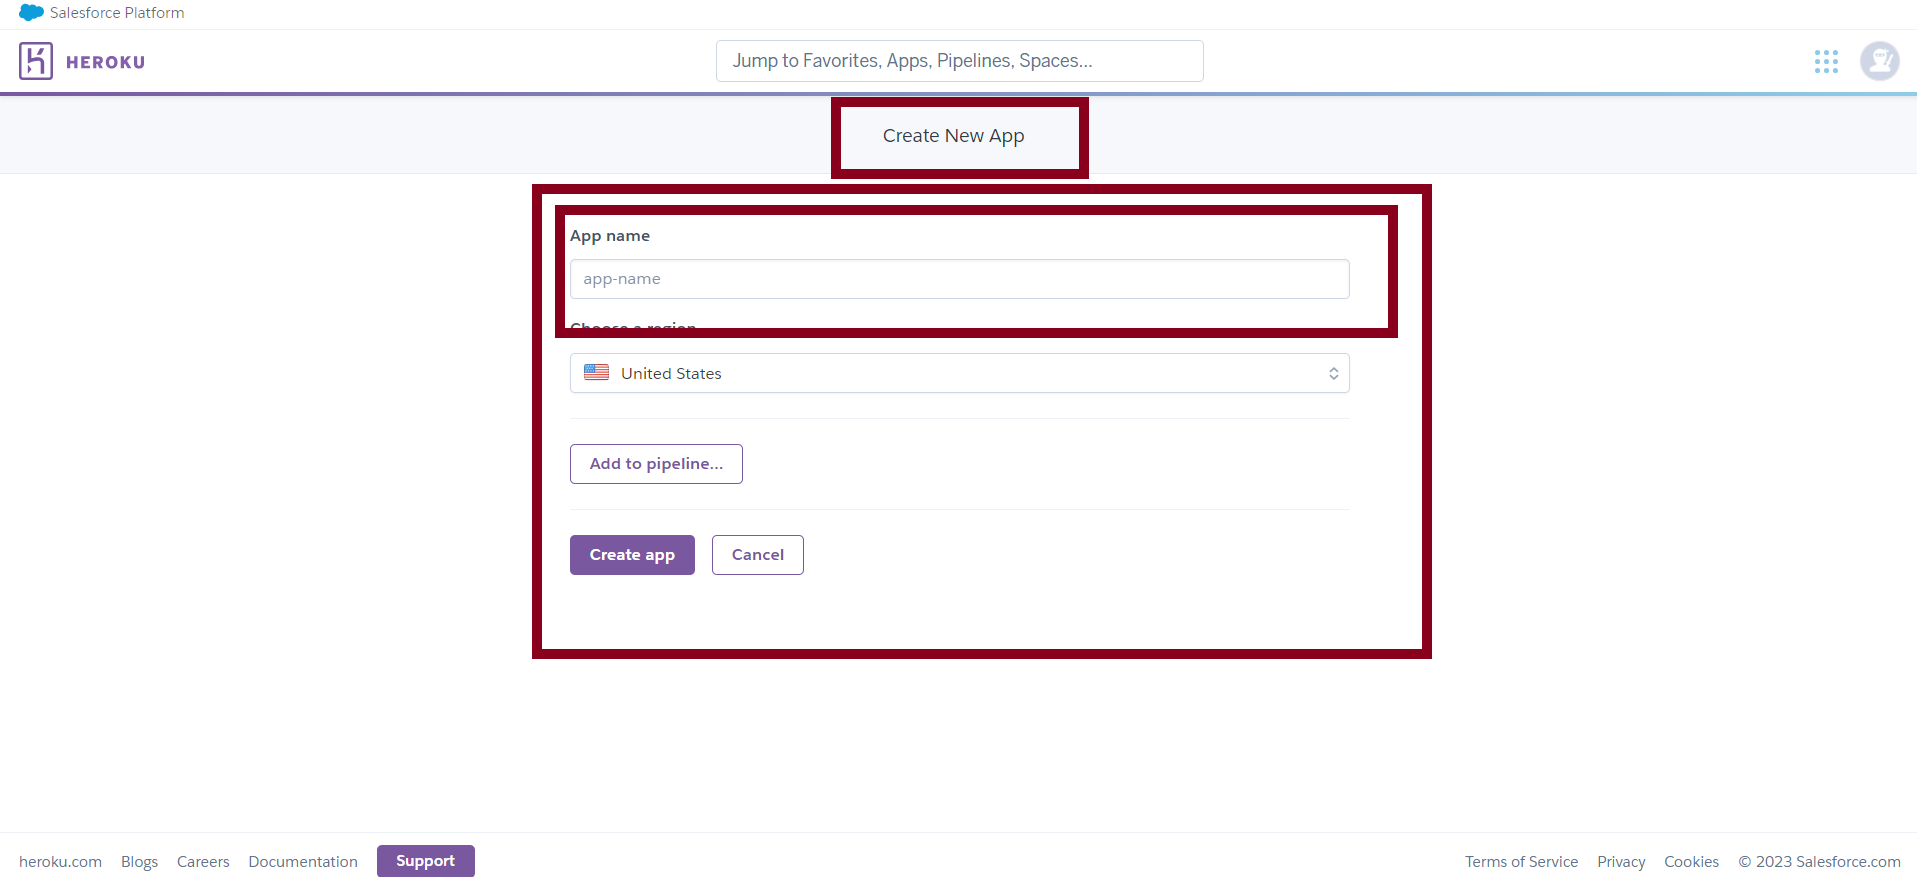 Salesforce Platform
HEROKU
Jump to Favorites, Apps, Pipelines, Spaces...
Create New App
App name
app-name
Choose a region
United States
Add to pipeline...
Create app
Cancel
heroku.com Blogs Careers Documentation Support
Terms of Service Privacy Cookies © 2023 Salesforce.com